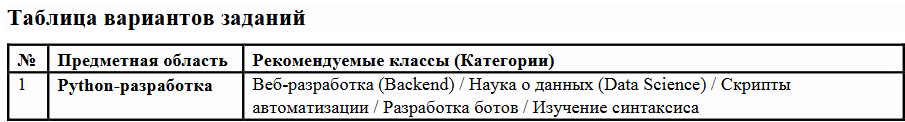 Таблица вариантов заданий
№ Предметная область Рекомендуемые классы (Категории)
1 Python-разработка Веб-разработка (Backend) / Наука о данных (Data Science) / Скрипты
автоматизации / Разработка ботов / Изучение синтаксиса